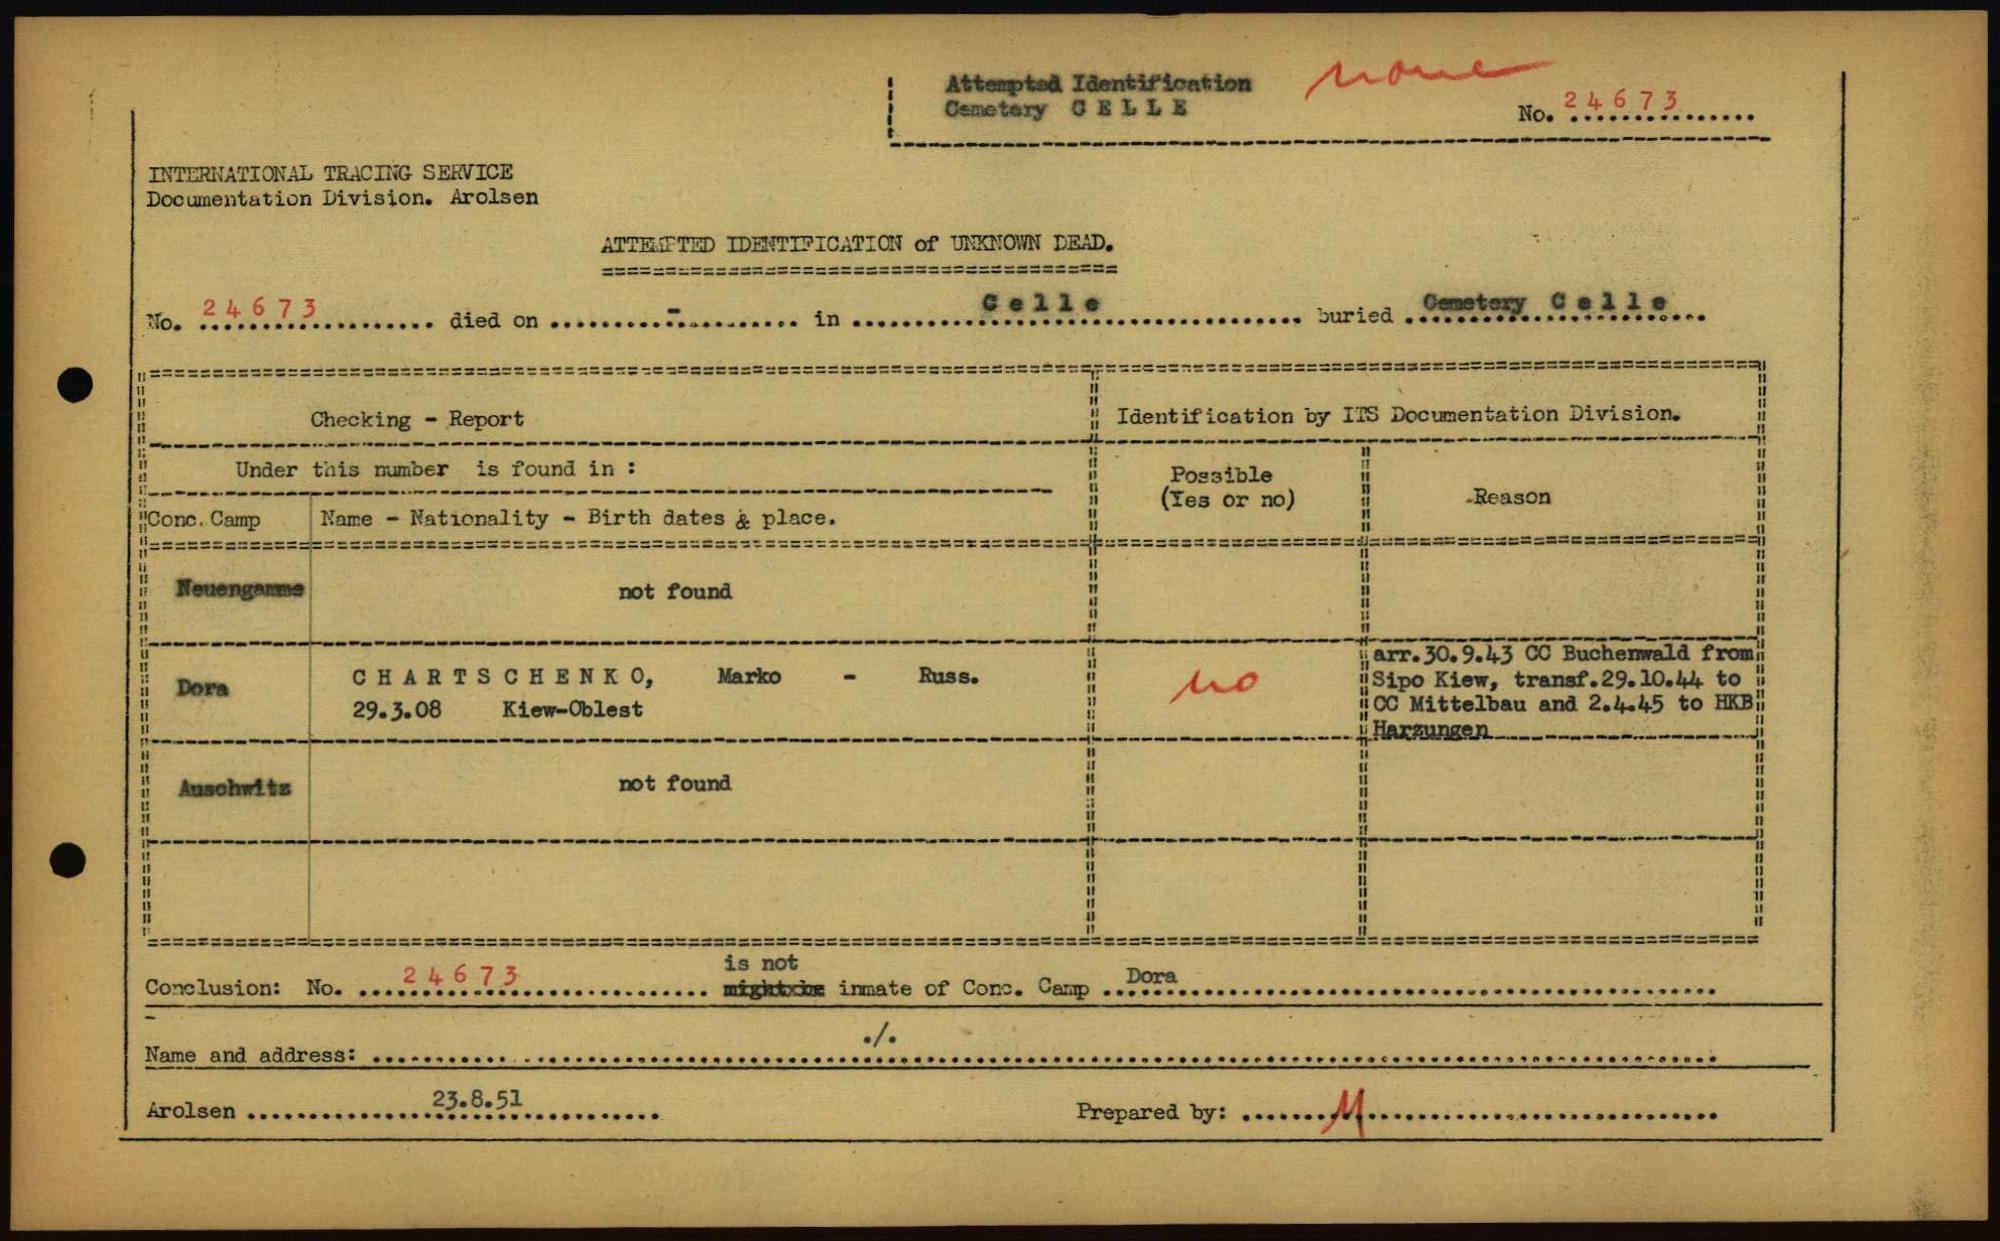 Attempted Identification none
Cemetery C E L L E
No. 24673
INTERNATIONAL TRACING SERVICE
Documentation Division. Arolsen
ATTEMPTED IDENTIFICATION of UNKNOWN DEAD.
No. 24673 died on - in Celle buried Cemetery Celle
Checking - Report
Identification by ITS Documentation Division.
Under this number is found in :
Possible
(Yes or no)
Reason
Conc. Camp
Name - Nationality - Birth dates & place.
Neuengamme
not found
Dora
C H A R T S C H E N K O, Marko - Russ.
29.3.08 Kiew-Oblest
no
arr.30.9.43 CC Buchenwald from
Sipo Kiew, transf.29.10.44 to
CC Mittelbau and 2.4.45 to HKB
Harzungen
Auschwitz
not found
is not
Conclusion: No. 24673 might be inmate of Conc. Camp Dora
Name and address: ./.
Arolsen 23.8.51
Prepared by: M